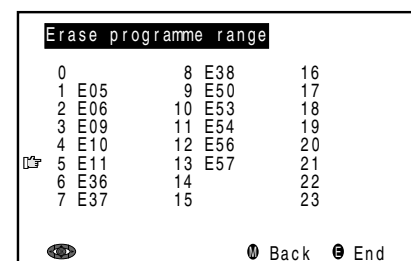 Erase programme range
0 8 E38 16
1 E05 9 E50 17
2 E06 10 E53 18
3 E09 11 E54 19
4 E10 12 E56 20
5 E11 13 E57 21
6 E36 14 22
7 E37 15 23
M Back E End